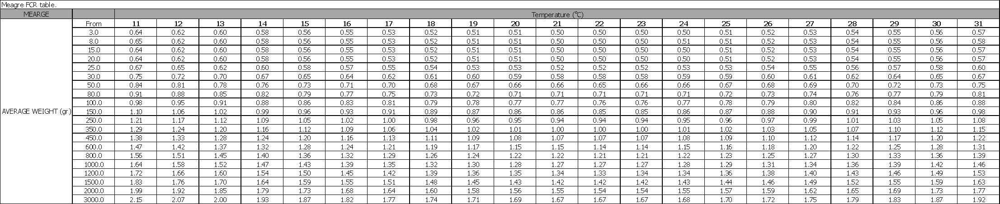 Meagre FCR table.
MEARGE Temperature (°C)
From 11 12 13 14 15 16 17 18 19 20 21 22 23 24 25 26 27 28 29 30 31
3.0 0.64 0.62 0.60 0.58 0.56 0.55 0.53 0.52 0.51 0.51 0.50 0.50 0.50 0.50 0.51 0.52 0.53 0.54 0.55 0.56 0.57
8.0 0.65 0.62 0.60 0.58 0.56 0.55 0.53 0.52 0.51 0.51 0.50 0.50 0.50 0.51 0.51 0.52 0.53 0.54 0.55 0.56 0.58
15.0 0.64 0.62 0.60 0.58 0.56 0.55 0.53 0.52 0.51 0.51 0.50 0.50 0.50 0.50 0.51 0.52 0.53 0.54 0.55 0.56 0.57
20.0 0.64 0.62 0.60 0.58 0.56 0.55 0.53 0.52 0.51 0.51 0.50 0.50 0.50 0.50 0.51 0.52 0.53 0.54 0.55 0.56 0.57
25.0 0.67 0.65 0.62 0.60 0.58 0.57 0.55 0.54 0.53 0.53 0.52 0.52 0.52 0.53 0.53 0.54 0.55 0.56 0.57 0.58 0.60
30.0 0.75 0.72 0.70 0.67 0.65 0.64 0.62 0.61 0.60 0.59 0.58 0.58 0.58 0.59 0.59 0.60 0.61 0.62 0.64 0.65 0.67
50.0 0.84 0.81 0.78 0.76 0.73 0.71 0.70 0.68 0.67 0.66 0.66 0.65 0.66 0.66 0.67 0.68 0.69 0.70 0.72 0.73 0.75
80.0 0.91 0.88 0.85 0.82 0.79 0.77 0.75 0.73 0.72 0.71 0.71 0.71 0.71 0.71 0.72 0.73 0.74 0.76 0.77 0.79 0.81
100.0 0.98 0.95 0.91 0.88 0.86 0.83 0.81 0.79 0.78 0.77 0.77 0.76 0.76 0.77 0.78 0.79 0.80 0.82 0.84 0.86 0.88
AVERAGE WEIGHT (gr) 150.0 1.10 1.06 1.02 0.99 0.96 0.93 0.91 0.89 0.87 0.86 0.86 0.85 0.85 0.86 0.87 0.88 0.90 0.91 0.93 0.96 0.98
250.0 1.21 1.17 1.12 1.09 1.05 1.02 1.00 0.98 0.96 0.95 0.94 0.94 0.94 0.95 0.96 0.97 0.99 1.01 1.03 1.05 1.08
350.0 1.29 1.24 1.20 1.16 1.12 1.09 1.06 1.04 1.02 1.01 1.00 1.00 1.00 1.01 1.02 1.03 1.05 1.07 1.10 1.12 1.15
450.0 1.38 1.33 1.28 1.24 1.20 1.16 1.13 1.11 1.09 1.08 1.07 1.07 1.07 1.08 1.09 1.10 1.12 1.14 1.17 1.20 1.22
600.0 1.47 1.42 1.37 1.32 1.28 1.24 1.21 1.19 1.17 1.15 1.15 1.14 1.14 1.15 1.16 1.18 1.20 1.22 1.25 1.28 1.31
800.0 1.56 1.51 1.45 1.40 1.36 1.32 1.29 1.26 1.24 1.22 1.22 1.21 1.21 1.22 1.23 1.25 1.27 1.30 1.33 1.36 1.39
1000.0 1.64 1.58 1.52 1.47 1.43 1.39 1.35 1.32 1.30 1.28 1.27 1.27 1.27 1.28 1.29 1.31 1.34 1.36 1.39 1.42 1.46
1200.0 1.72 1.66 1.60 1.54 1.50 1.45 1.42 1.39 1.36 1.35 1.34 1.33 1.34 1.34 1.36 1.38 1.40 1.43 1.46 1.49 1.53
1500.0 1.83 1.76 1.70 1.64 1.59 1.55 1.51 1.48 1.45 1.43 1.42 1.42 1.42 1.43 1.44 1.46 1.49 1.52 1.55 1.59 1.63
2000.0 1.99 1.92 1.85 1.79 1.73 1.68 1.64 1.60 1.58 1.56 1.55 1.54 1.54 1.55 1.57 1.59 1.62 1.65 1.69 1.73 1.77
3000.0 2.15 2.07 2.00 1.93 1.87 1.82 1.77 1.74 1.71 1.69 1.67 1.67 1.67 1.68 1.70 1.72 1.75 1.79 1.83 1.87 1.92